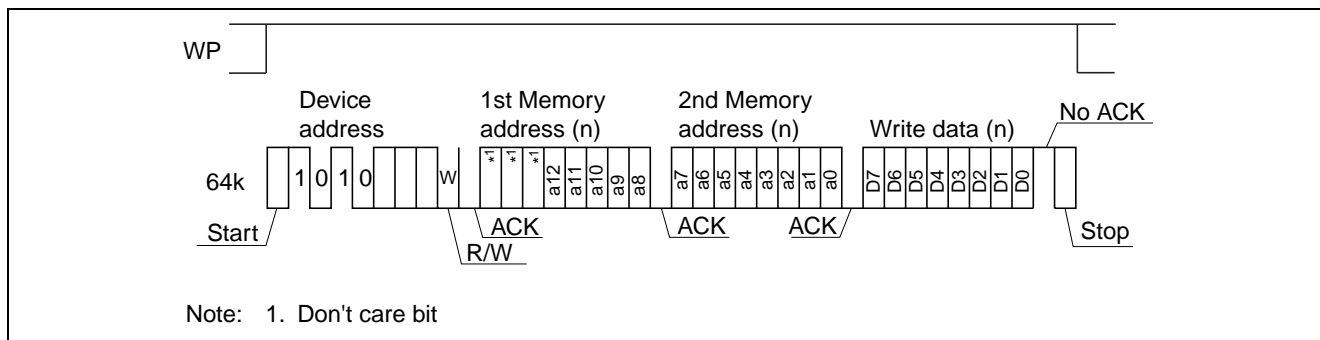 WP
Device address
1st Memory address (n)
2nd Memory address (n)
Write data (n)
No ACK
64k
1 0 1 0 W *1 *1 *1 a12 a11 a10 a9 a8 a7 a6 a5 a4 a3 a2 a1 a0 D7 D6 D5 D4 D3 D2 D1 D0
Start
R/W
ACK
ACK
ACK
Stop
Note: 1. Don't care bit